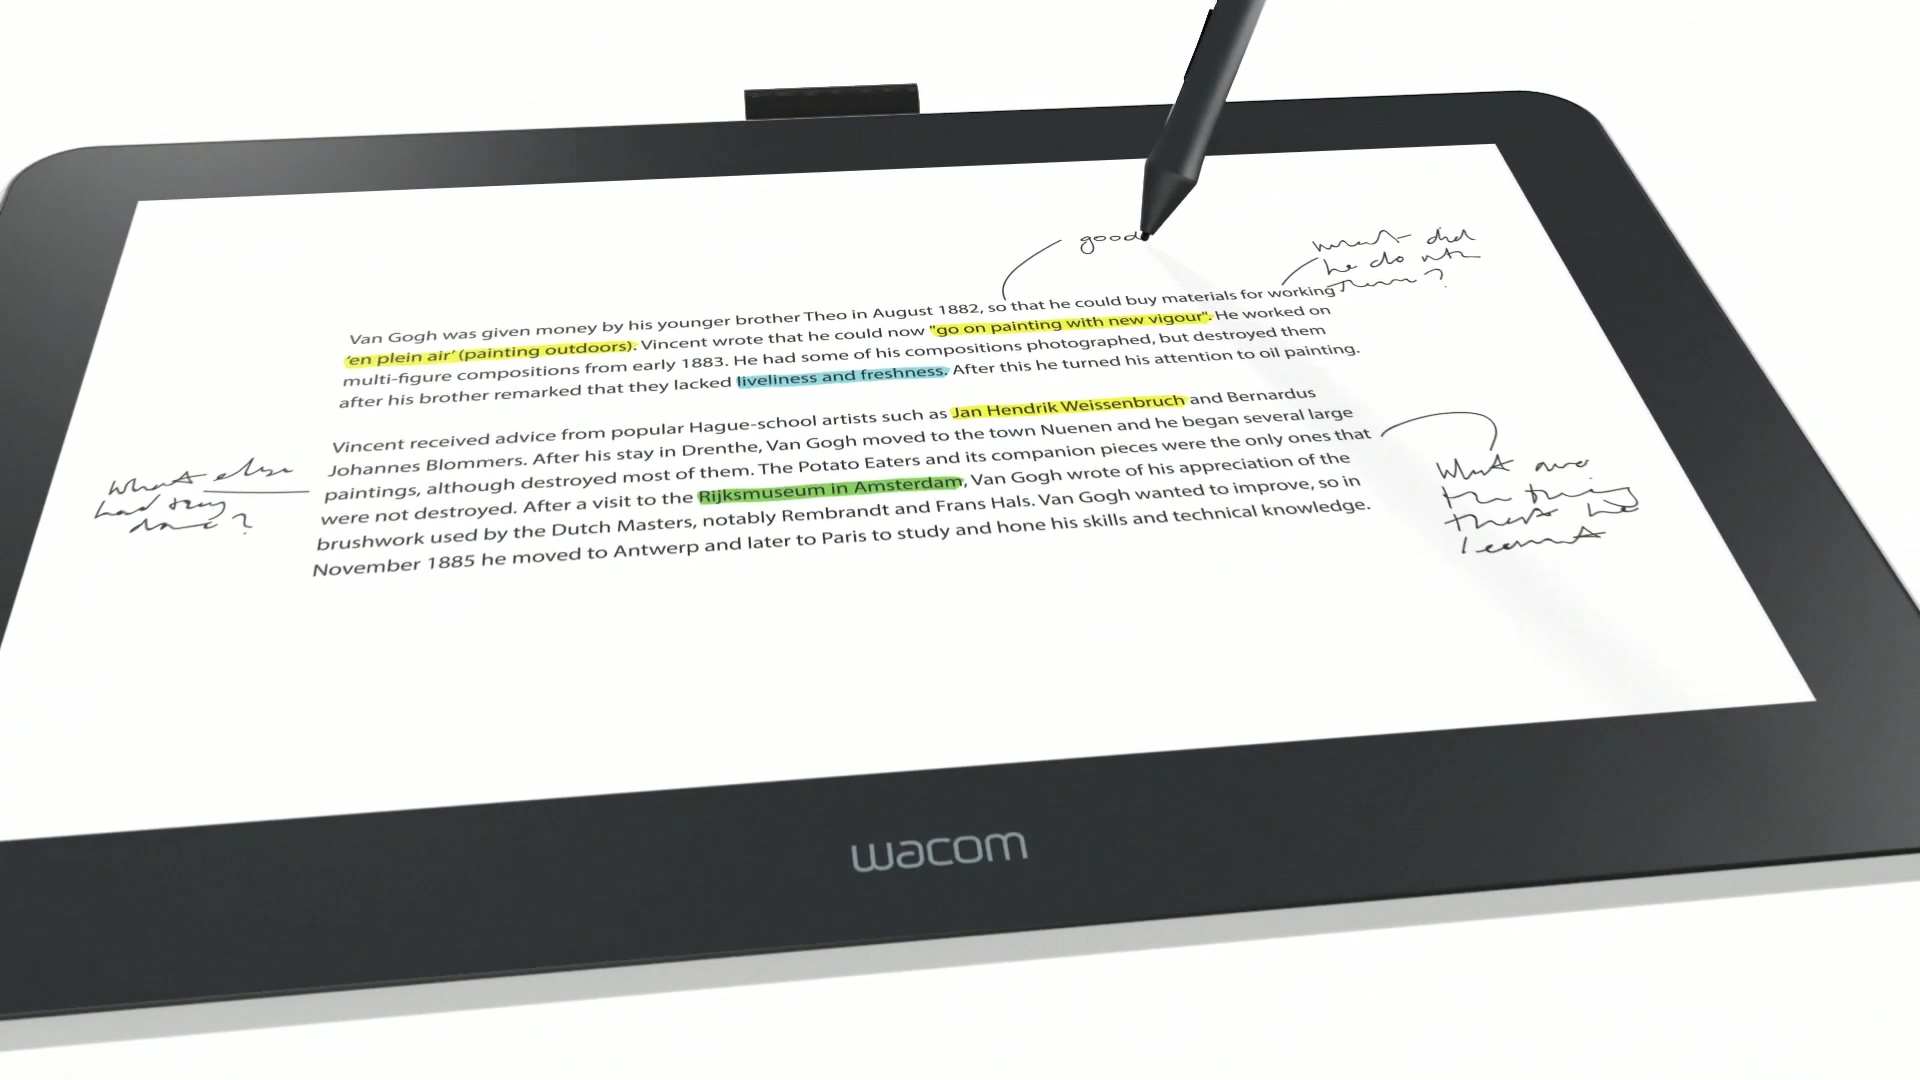 good
what did
he do with
them?
Van Gogh was given money by his younger brother Theo in August 1882, so that he could buy materials for working
'en plein air' (painting outdoors). Vincent wrote that he could now "go on painting with new vigour". He worked on
multi-figure compositions from early 1883. He had some of his compositions photographed, but destroyed them
after his brother remarked that they lacked liveliness and freshness. After this he turned his attention to oil painting.
Vincent received advice from popular Hague-school artists such as Jan Hendrik Weissenbruch and Bernardus
Johannes Blommers. After his stay in Drenthe, Van Gogh moved to the town Nuenen and he began several large
paintings, although destroyed most of them. The Potato Eaters and its companion pieces were the only ones that
were not destroyed. After a visit to the Rijksmuseum in Amsterdam, Van Gogh wrote of his appreciation of the
brushwork used by the Dutch Masters, notably Rembrandt and Frans Hals. Van Gogh wanted to improve, so in
November 1885 he moved to Antwerp and later to Paris to study and hone his skills and technical knowledge.
What else
had they
done?
What are
the things
that he
learnt
wacom